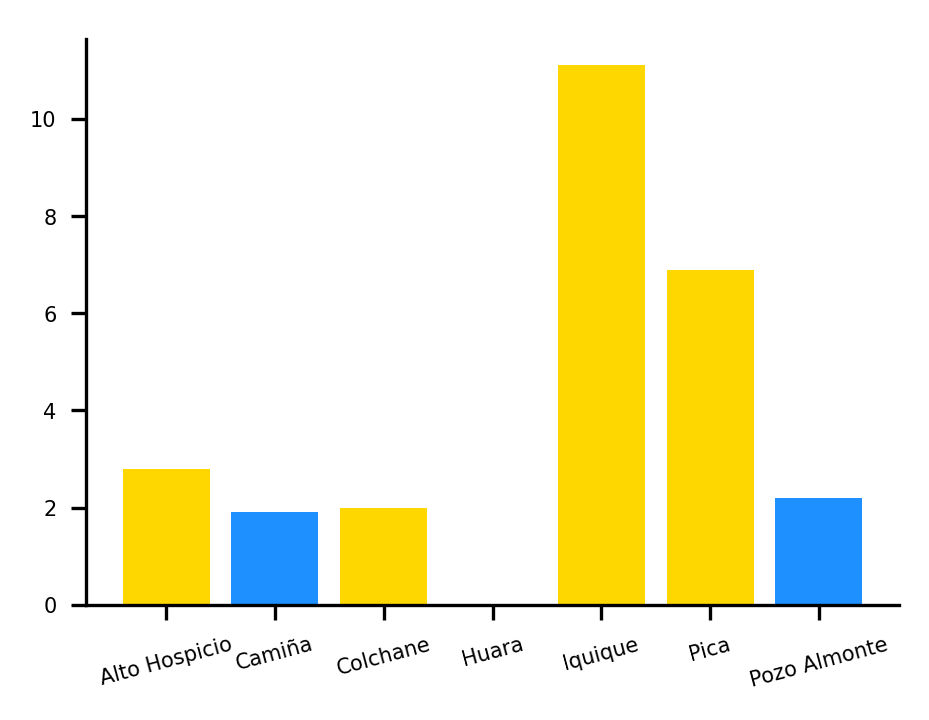 10
8
6
4
2
0
Alto Hospicio
Camiña
Colchane
Huara
Iquique
Pica
Pozo Almonte